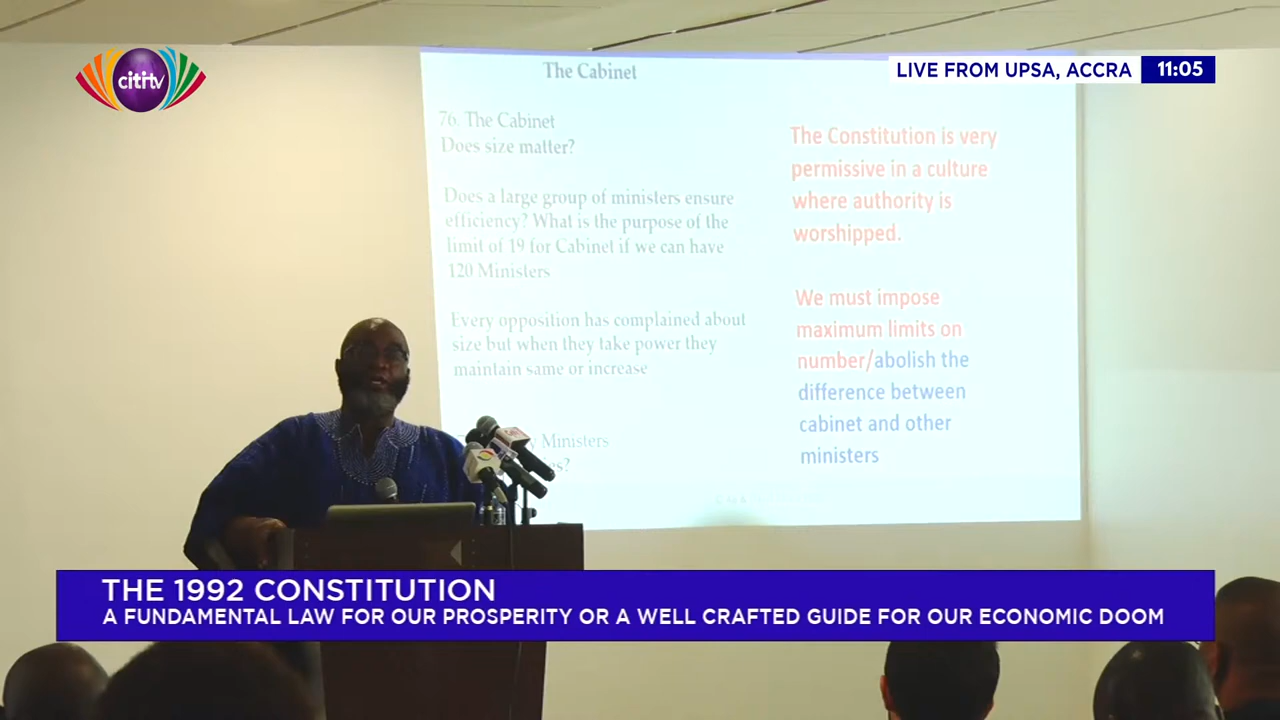 citi tv
LIVE FROM UPSA, ACCRA 11:05
The Cabinet
76. The Cabinet
Does size matter?
Does a large group of ministers ensure
efficiency? What is the purpose of the
limit of 19 for Cabinet if we can have
120 Ministers
Every opposition has complained about
size but when they take power they
maintain same or increase
Ministers
The Constitution is very
permissive in a culture
where authority is
worshipped.
We must impose
maximum limits on
number/abolish the
difference between
cabinet and other
ministers
THE 1992 CONSTITUTION
A FUNDAMENTAL LAW FOR OUR PROSPERITY OR A WELL CRAFTED GUIDE FOR OUR ECONOMIC DOOM